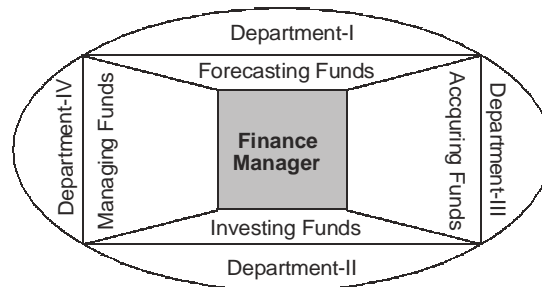 Department-I
Forecasting Funds
Department-IV
Managing Funds
Finance
Manager
Accquring Funds
Department-III
Investing Funds
Department-II